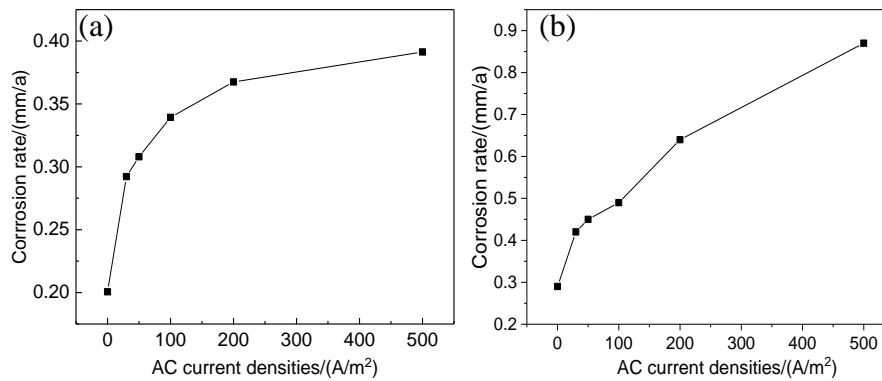 (a)
0.40
0.35
0.30
0.25
0.20
Corrrosion rate/(mm/a)
0 100 200 300 400 500
AC current densities/(A/m²)
(b)
0.9
0.8
0.7
0.6
0.5
0.4
0.3
0.2
Corrosion rate/(mm/a)
0 100 200 300 400 500
AC current densities/(A/m²)